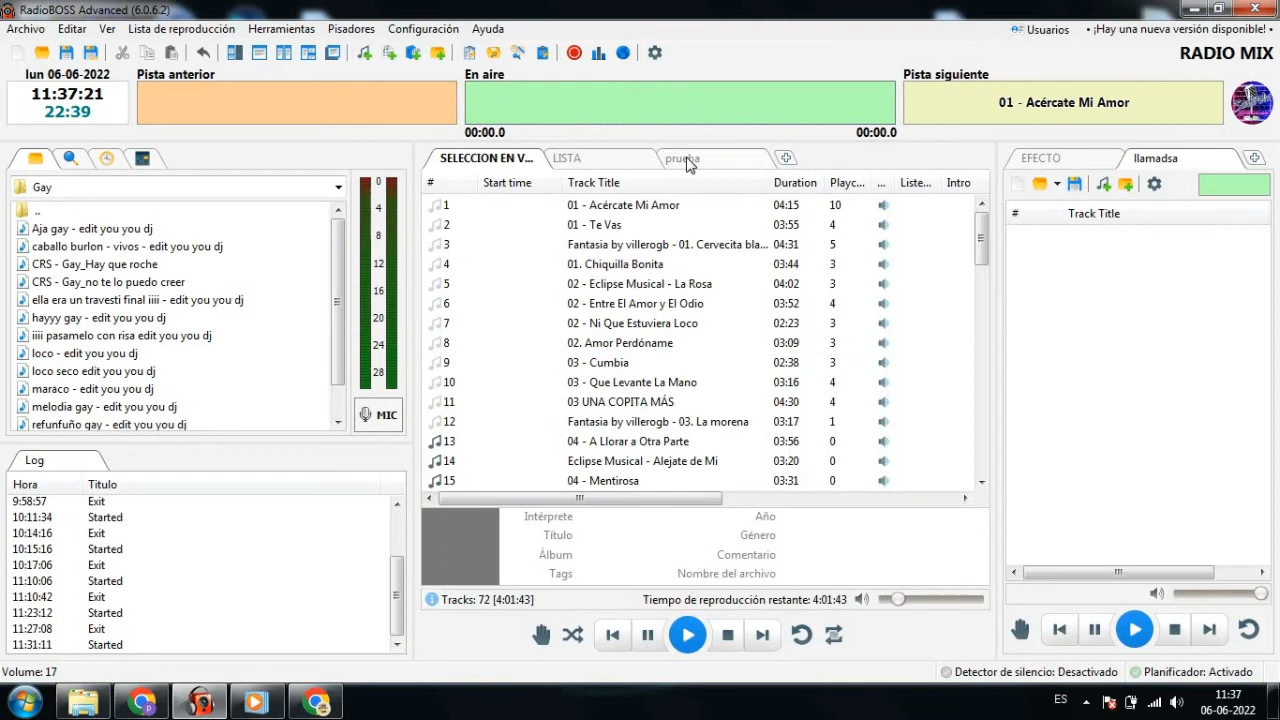 RadioBOSS Advanced (6.0.6.2)
Archivo Editar Ver Lista de reproducción Herramientas Pisadores Configuración Ayuda
Usuarios • ¡Hay una nueva versión disponible! •
RADIO MIX
lun 06-06-2022
11:37:21
22:39
Pista anterior
En aire
00:00.0 00:00.0
Pista siguiente
01 - Acércate Mi Amor
Gay
..
Aja gay - edit you you dj
caballo burlon - vivos - edit you you dj
CRS - Gay_Hay que roche
CRS - Gay_no te lo puedo creer
ella era un travesti final iiii - edit you you dj
hayyy gay - edit you you dj
iiii pasamelo con risa edit you you dj
loco - edit you you dj
loco seco edit you you dj
maraco - edit you you dj
melodia gay - edit you you dj
refunfuño gay - edit you you dj
0
4
8
12
16
20
24
28
MIC
Log
Hora Titulo
9:58:57 Exit
10:11:34 Started
10:14:16 Exit
10:15:16 Started
10:17:06 Exit
11:10:06 Started
11:10:42 Exit
11:23:12 Started
11:27:08 Exit
11:31:11 Started
SELECCION EN V... LISTA prueba
# Start time Track Title Duration Playc... ... Liste... Intro
1 01 - Acércate Mi Amor 04:15 10
2 01 - Te Vas 03:55 4
3 Fantasia by villerogb - 01. Cervecita bla... 04:31 5
4 01. Chiquilla Bonita 03:44 3
5 02 - Eclipse Musical - La Rosa 04:02 3
6 02 - Entre El Amor y El Odio 03:52 4
7 02 - Ni Que Estuviera Loco 02:23 3
8 02. Amor Perdóname 03:09 3
9 03 - Cumbia 02:38 3
10 03 - Que Levante La Mano 03:16 4
11 03 UNA COPITA MÁS 04:30 4
12 Fantasia by villerogb - 03. La morena 03:17 1
13 04 - A Llorar a Otra Parte 03:56 0
14 Eclipse Musical - Alejate de Mi 03:20 0
15 04 - Mentirosa 03:31 0
Intérprete Año
Título Género
Álbum Comentario
Tags Nombre del archivo
Tracks: 72 [4:01:43] Tiempo de reproducción restante: 4:01:43
EFECTO llamadsa
# Track Title
Volume: 17
Detector de silencio: Desactivado Planificador: Activado
ES
11:37
06-06-2022